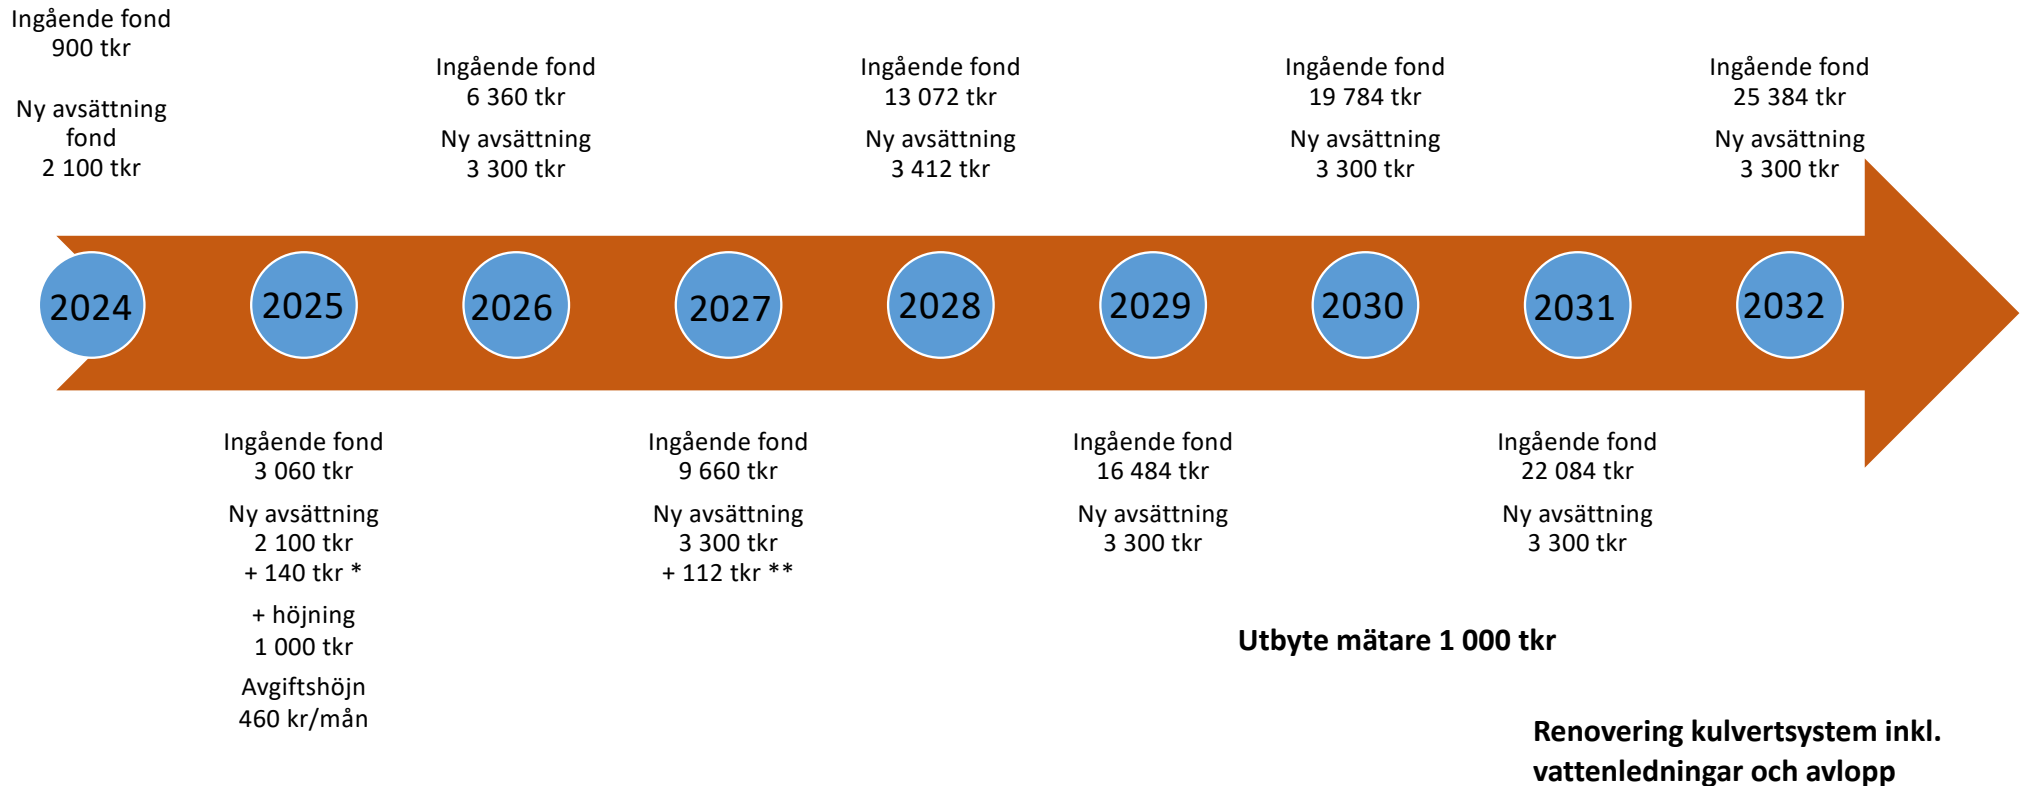 Ingående fond
900 tkr
Ny avsättning
fond
2 100 tkr
Ingående fond
6 360 tkr
Ny avsättning
3 300 tkr
Ingående fond
13 072 tkr
Ny avsättning
3 412 tkr
Ingående fond
19 784 tkr
Ny avsättning
3 300 tkr
Ingående fond
25 384 tkr
Ny avsättning
3 300 tkr
2024
2025
2026
2027
2028
2029
2030
2031
2032
Ingående fond
3 060 tkr
Ny avsättning
2 100 tkr
+ 140 tkr *
+ höjning
1 000 tkr
Avgiftshöjn
460 kr/mån
Ingående fond
9 660 tkr
Ny avsättning
3 300 tkr
+ 112 tkr **
Ingående fond
16 484 tkr
Ny avsättning
3 300 tkr
Ingående fond
22 084 tkr
Ny avsättning
3 300 tkr
Utbyte mätare 1 000 tkr
Renovering kulvertsystem inkl.
vattenledningar och avlopp